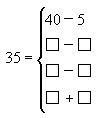 40 − 5
□ − □
35 = □ − □
□ + □